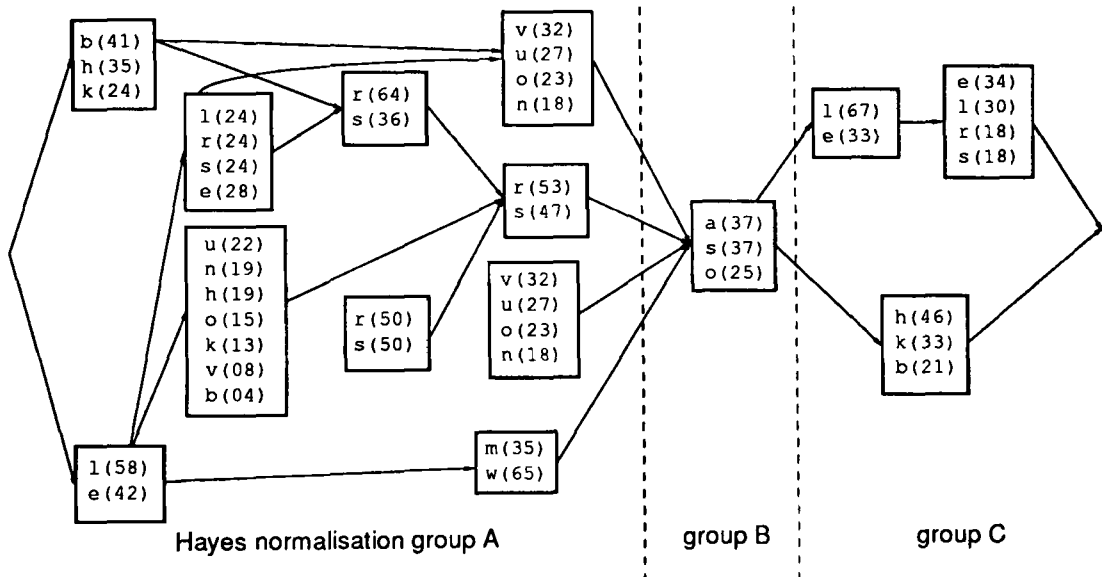 b(41)
h(35)
k(24)
l(24)
r(24)
s(24)
e(28)
u(22)
n(19)
h(19)
o(15)
k(13)
v(08)
b(04)
l(58)
e(42)
r(64)
s(36)
r(50)
s(50)
v(32)
u(27)
o(23)
n(18)
r(53)
s(47)
v(32)
u(27)
o(23)
n(18)
m(35)
w(65)
a(37)
s(37)
o(25)
l(67)
e(33)
e(34)
l(30)
r(18)
s(18)
h(46)
k(33)
b(21)
Hayes normalisation group A
group B
group C